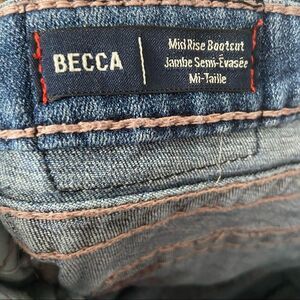 BECCA
Mid Rise Bootcut
Jambe Semi-Évasée
Mi-Taille